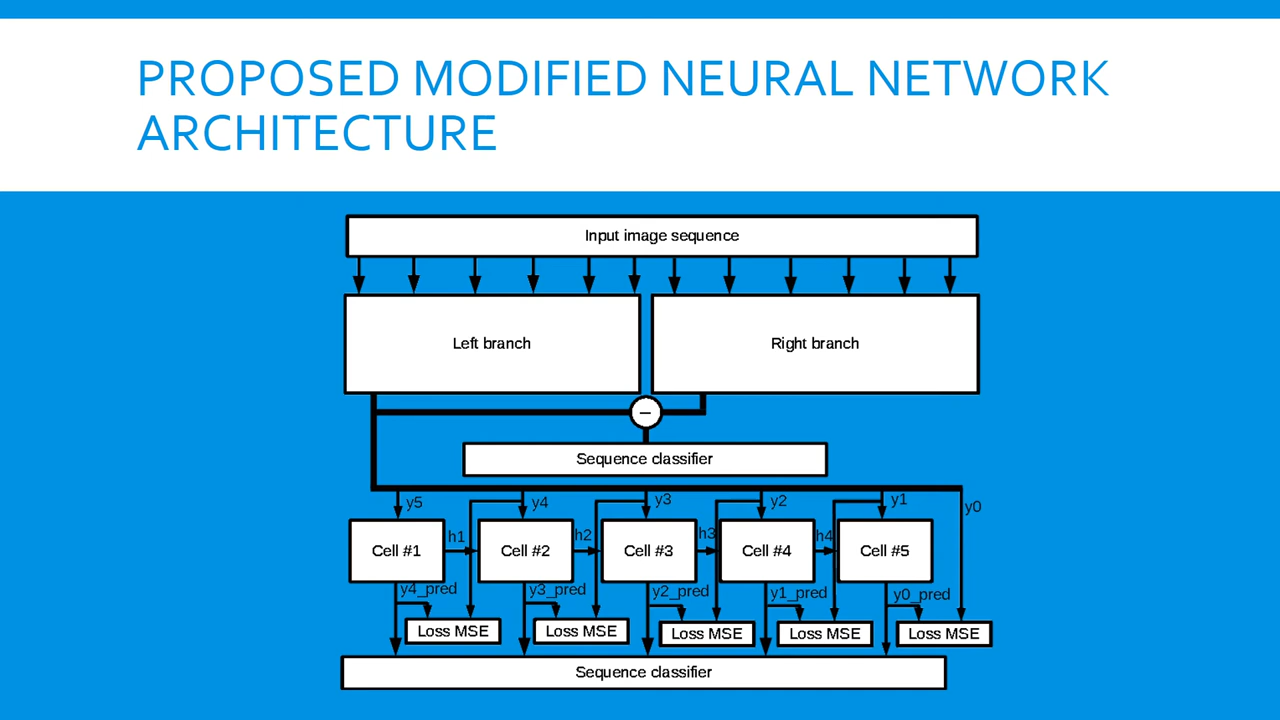 PROPOSED MODIFIED NEURAL NETWORK
ARCHITECTURE
Input image sequence
Left branch
Right branch
−
Sequence classifier
y5
y4
y3
y2
y1
y0
Cell #1
h1
Cell #2
h2
Cell #3
h3
Cell #4
h4
Cell #5
y4_pred
y3_pred
y2_pred
y1_pred
y0_pred
Loss MSE
Loss MSE
Loss MSE
Loss MSE
Loss MSE
Sequence classifier